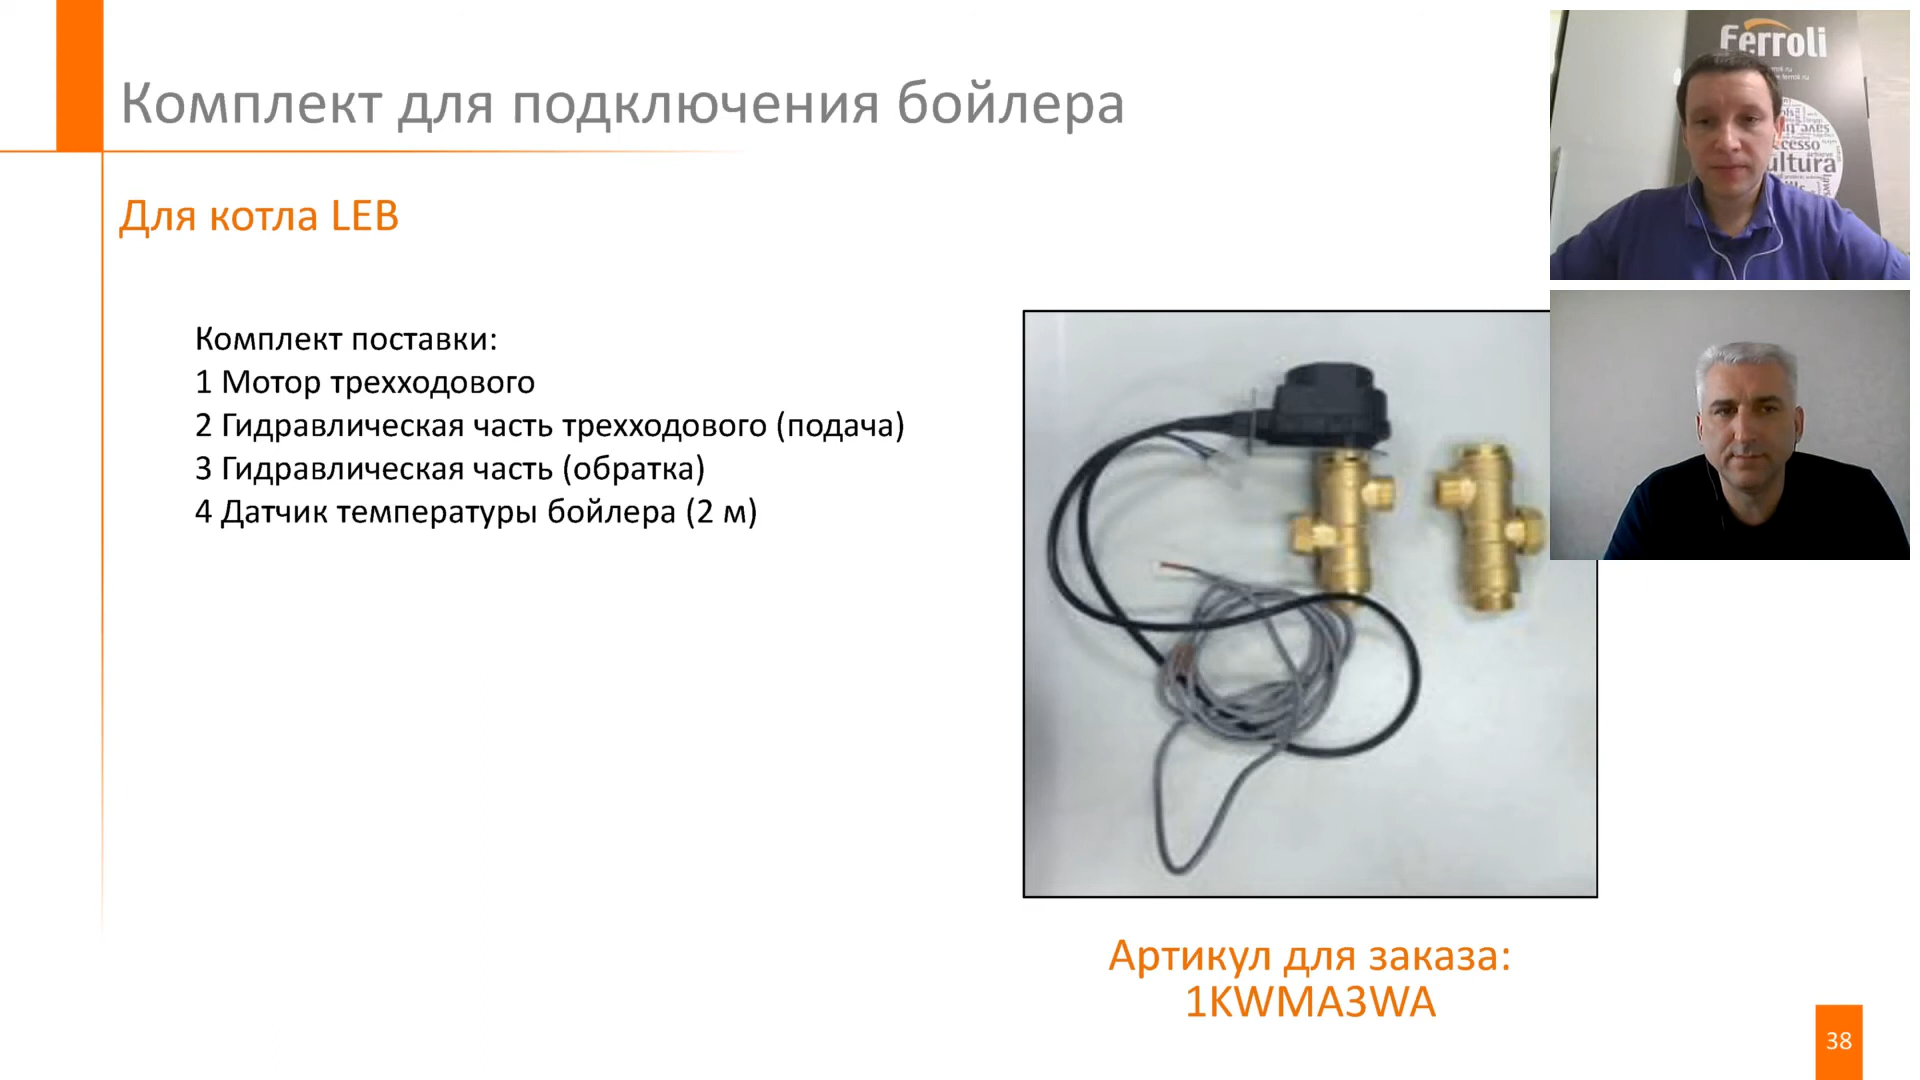 Комплект для подключения бойлера
Для котла LEB
Комплект поставки:
1 Мотор трехходового
2 Гидравлическая часть трехходового (подача)
3 Гидравлическая часть (обратка)
4 Датчик температуры бойлера (2 м)
Артикул для заказа:
1KWMA3WA
38
Ferroli